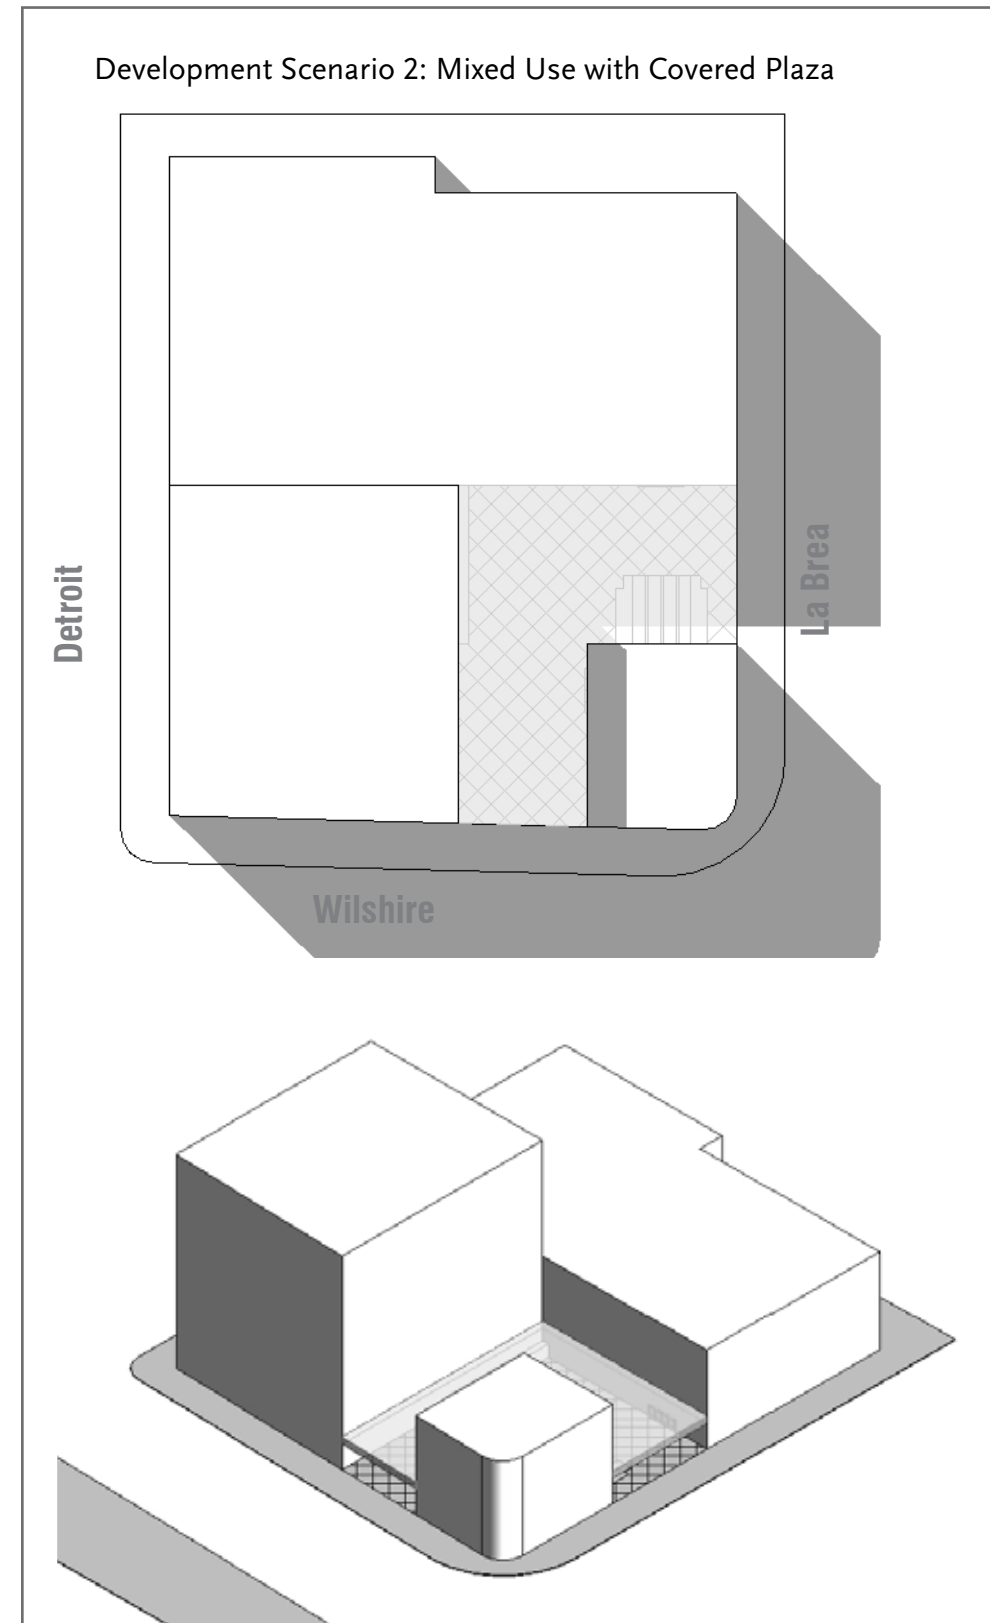 Development Scenario 2: Mixed Use with Covered Plaza
Detroit
La Brea
Wilshire